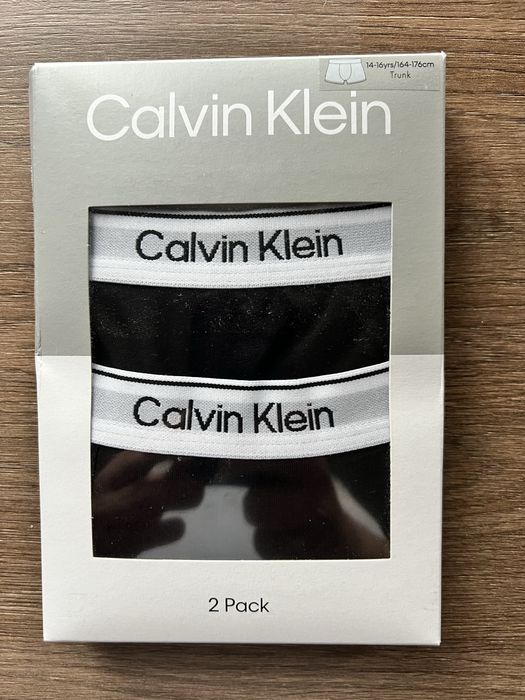 14-16yrs/164-176cm
Trunk
Calvin Klein
Calvin Klein
Calvin Klein
2 Pack